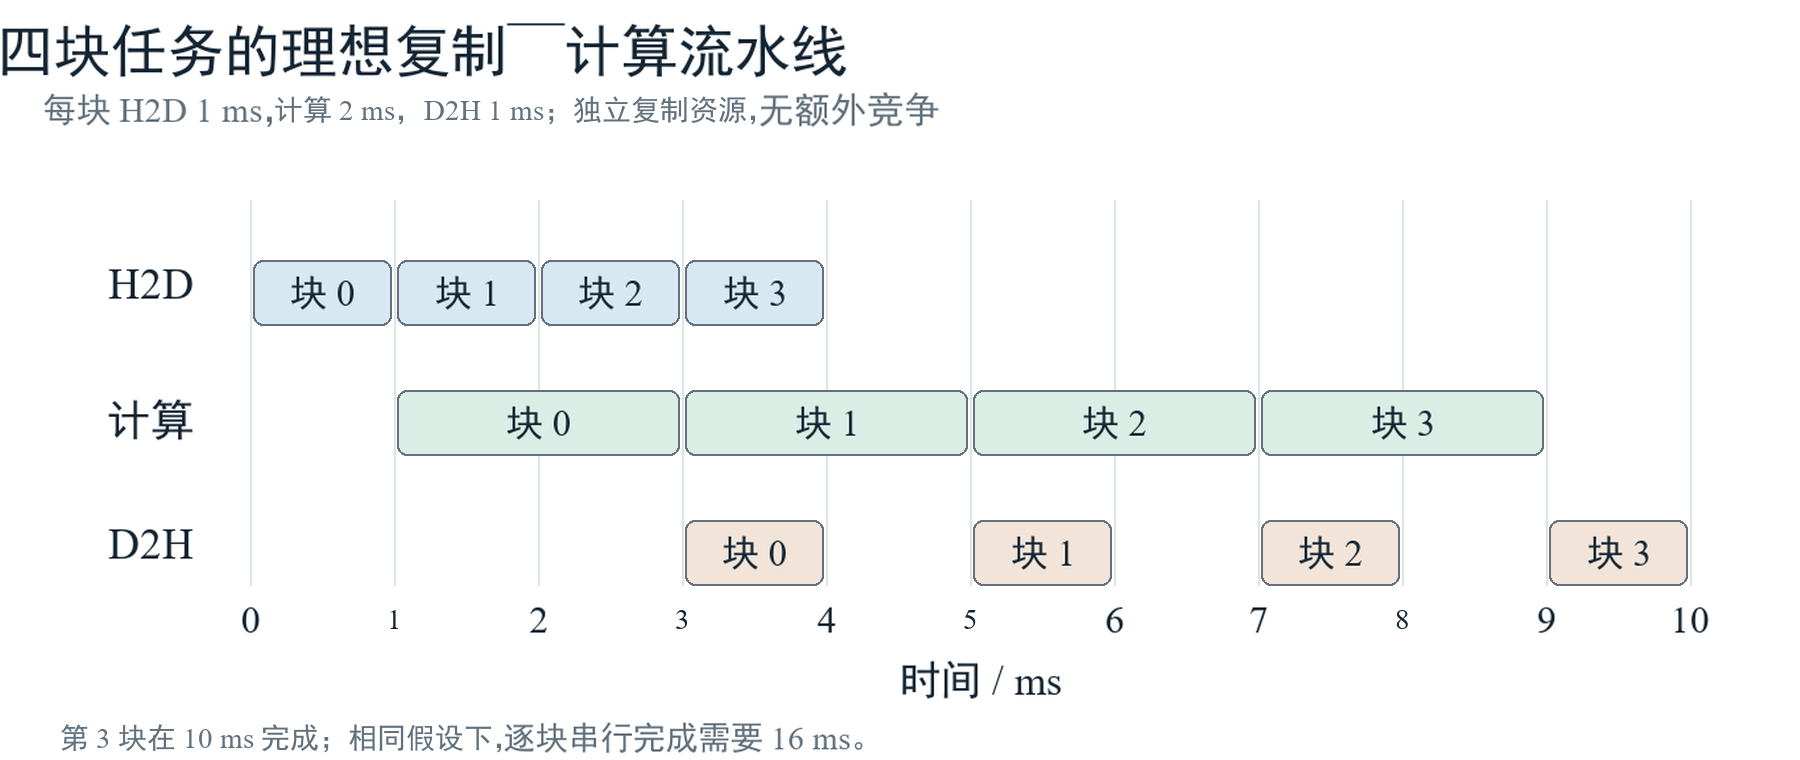 四块任务的理想复制——计算流水线
每块 H2D 1 ms,计算 2 ms，D2H 1 ms；独立复制资源,无额外竞争
H2D 块 0 块 1 块 2 块 3
计算 块 0 块 1 块 2 块 3
D2H 块 0 块 1 块 2 块 3
0 1 2 3 4 5 6 7 8 9 10
时间 / ms
第 3 块在 10 ms 完成；相同假设下,逐块串行完成需要 16 ms。